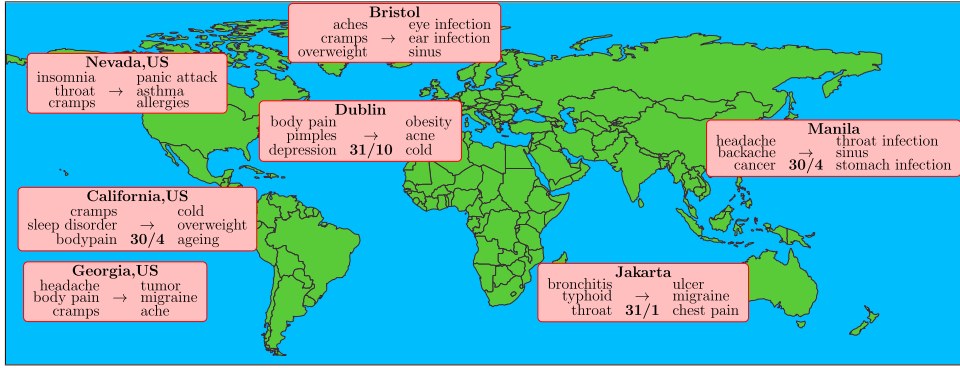 Bristol
aches eye infection
cramps → ear infection
overweight sinus
Nevada,US
insomnia panic attack
throat → asthma
cramps allergies
Dublin
body pain obesity
pimples → acne
depression 31/10 cold
Manila
headache throat infection
backache → sinus
cancer 30/4 stomach infection
California,US
cramps cold
sleep disorder → overweight
bodypain 30/4 ageing
Georgia,US
headache tumor
body pain → migraine
cramps ache
Jakarta
bronchitis ulcer
typhoid → migraine
throat 31/1 chest pain